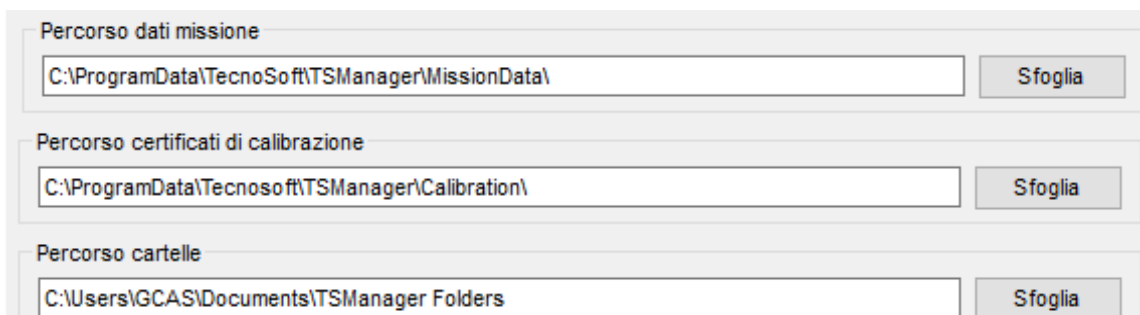 Percorso dati missione
C:\ProgramData\TecnoSoft\TSManager\MissionData\ Sfoglia
Percorso certificati di calibrazione
C:\ProgramData\Tecnosoft\TSManager\Calibration\ Sfoglia
Percorso cartelle
C:\Users\GCAS\Documents\TSManager Folders Sfoglia